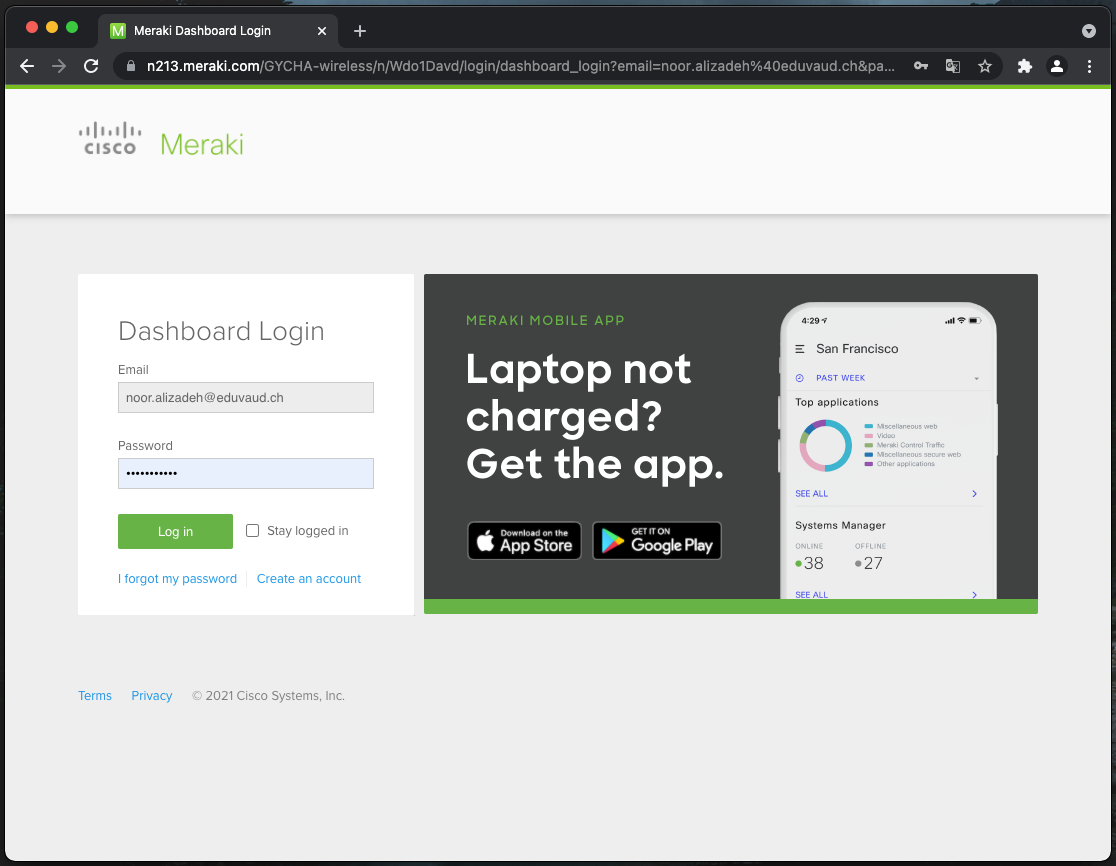 M Meraki Dashboard Login
n213.meraki.com/GYCHA-wireless/n/Wdo1Davd/login/dashboard_login?email=noor.alizadeh%40eduvaud.ch&pa...
cisco Meraki
Dashboard Login
Email
noor.alizadeh@eduvaud.ch
Password
•••••••••••
Log in
Stay logged in
I forgot my password
Create an account
MERAKI MOBILE APP
Laptop not
charged?
Get the app.
Download on the
App Store
GET IT ON
Google Play
4:29
San Francisco
PAST WEEK
Top applications
Miscellaneous web
Video
Meraki Control Traffic
Miscellaneous secure web
Other applications
SEE ALL
Systems Manager
ONLINE OFFLINE
38 27
SEE ALL
Terms Privacy © 2021 Cisco Systems, Inc.